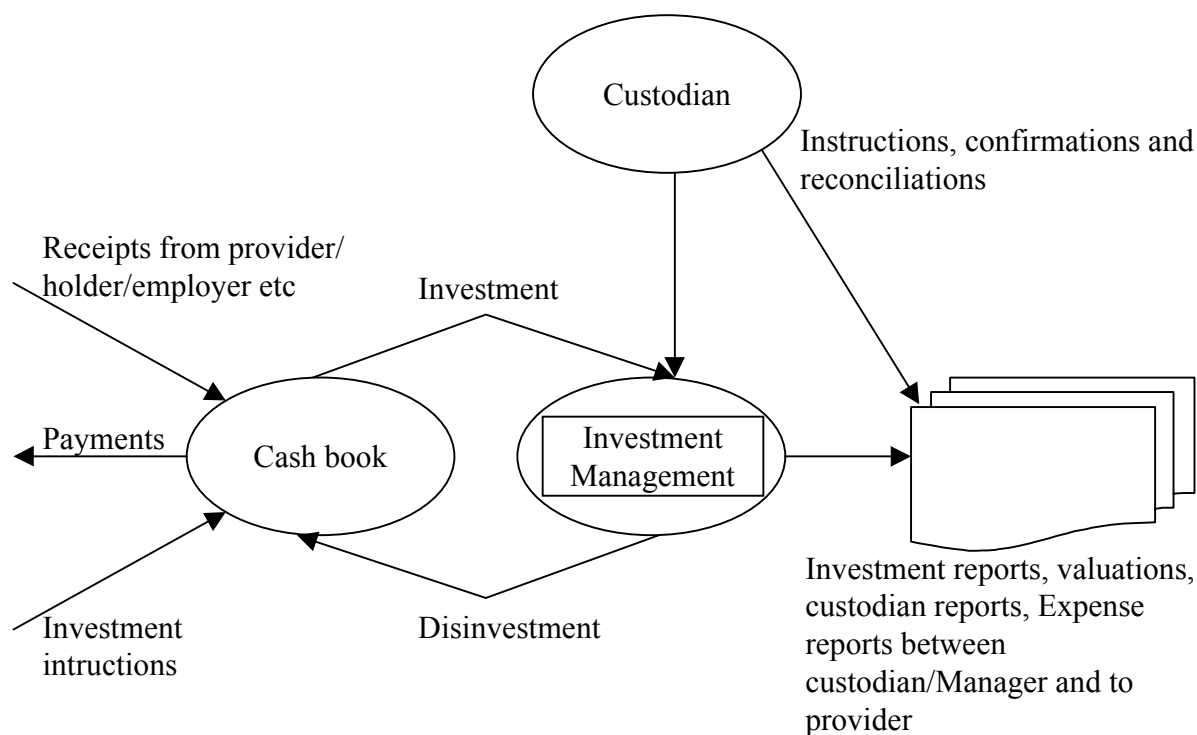 Custodian
Instructions, confirmations and
reconciliations
Receipts from provider/
holder/employer etc
Investment
Payments
Cash book
Investment
Management
Investment
intructions
Disinvestment
Investment reports, valuations,
custodian reports, Expense
reports between
custodian/Manager and to
provider